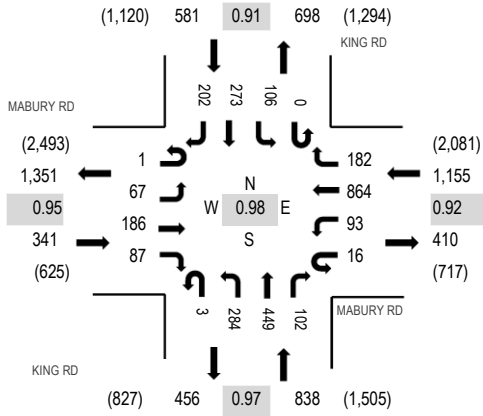 (1,120) 581 0.91 698 (1,294)
KING RD
202 273 106 0
MABURY RD
(2,493)
1,351
0.95
341
(625)
1
67
186
87
N
W 0.98 E
S
182
864
93
16
(2,081)
1,155
0.92
410
(717)
3 284 449 102
MABURY RD
KING RD
(827) 456 0.97 838 (1,505)